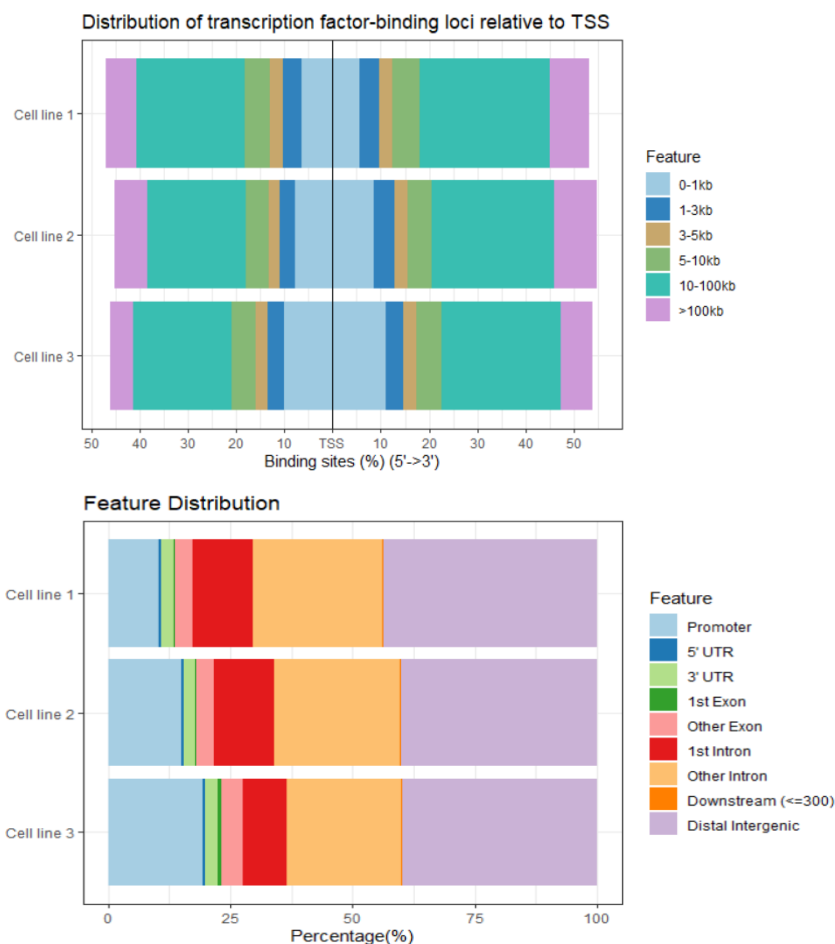 Distribution of transcription factor-binding loci relative to TSS
Cell line 1
Cell line 2
Cell line 3
50 40 30 20 10 TSS 10 20 30 40 50
Binding sites (%) (5'->3')
Feature
0-1kb
1-3kb
3-5kb
5-10kb
10-100kb
>100kb
Feature Distribution
Cell line 1
Cell line 2
Cell line 3
0 25 50 75 100
Percentage(%)
Feature
Promoter
5' UTR
3' UTR
1st Exon
Other Exon
1st Intron
Other Intron
Downstream (<=300)
Distal Intergenic